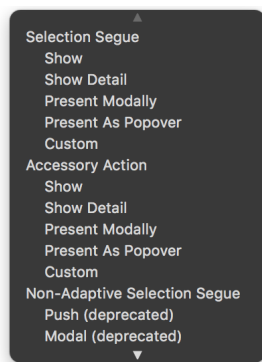 Selection Segue
Show
Show Detail
Present Modally
Present As Popover
Custom
Accessory Action
Show
Show Detail
Present Modally
Present As Popover
Custom
Non-Adaptive Selection Segue
Push (deprecated)
Modal (deprecated)